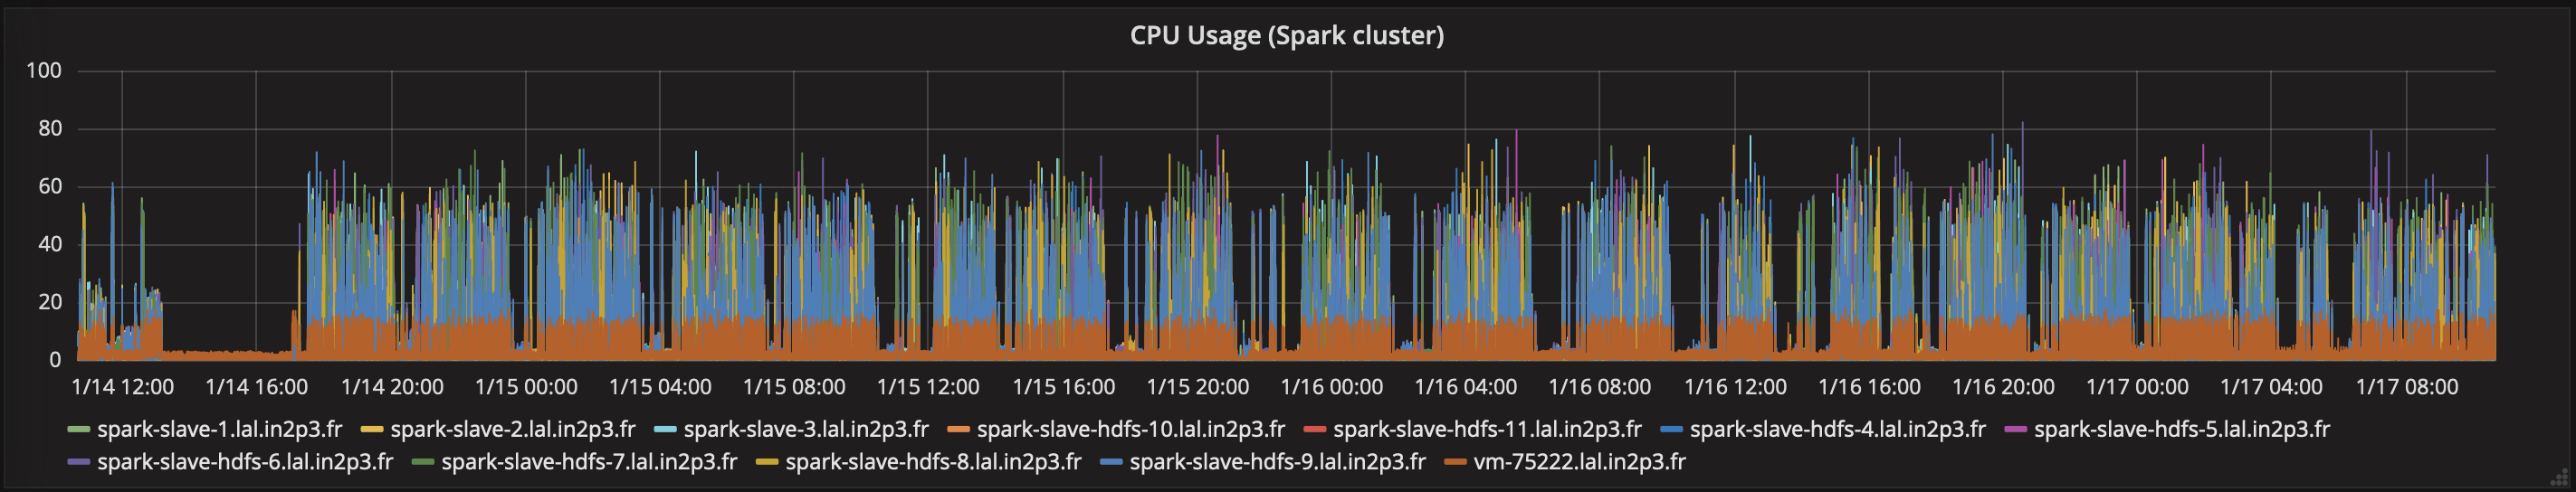 CPU Usage (Spark cluster)
100
80
60
40
20
0
1/14 12:00 1/14 16:00 1/14 20:00 1/15 00:00 1/15 04:00 1/15 08:00 1/15 12:00 1/15 16:00 1/15 20:00 1/16 00:00 1/16 04:00 1/16 08:00 1/16 12:00 1/16 16:00 1/16 20:00 1/17 00:00 1/17 04:00 1/17 08:00
spark-slave-1.lal.in2p3.fr spark-slave-2.lal.in2p3.fr spark-slave-3.lal.in2p3.fr spark-slave-hdfs-10.lal.in2p3.fr spark-slave-hdfs-11.lal.in2p3.fr spark-slave-hdfs-4.lal.in2p3.fr spark-slave-hdfs-5.lal.in2p3.fr
spark-slave-hdfs-6.lal.in2p3.fr spark-slave-hdfs-7.lal.in2p3.fr spark-slave-hdfs-8.lal.in2p3.fr spark-slave-hdfs-9.lal.in2p3.fr vm-75222.lal.in2p3.fr